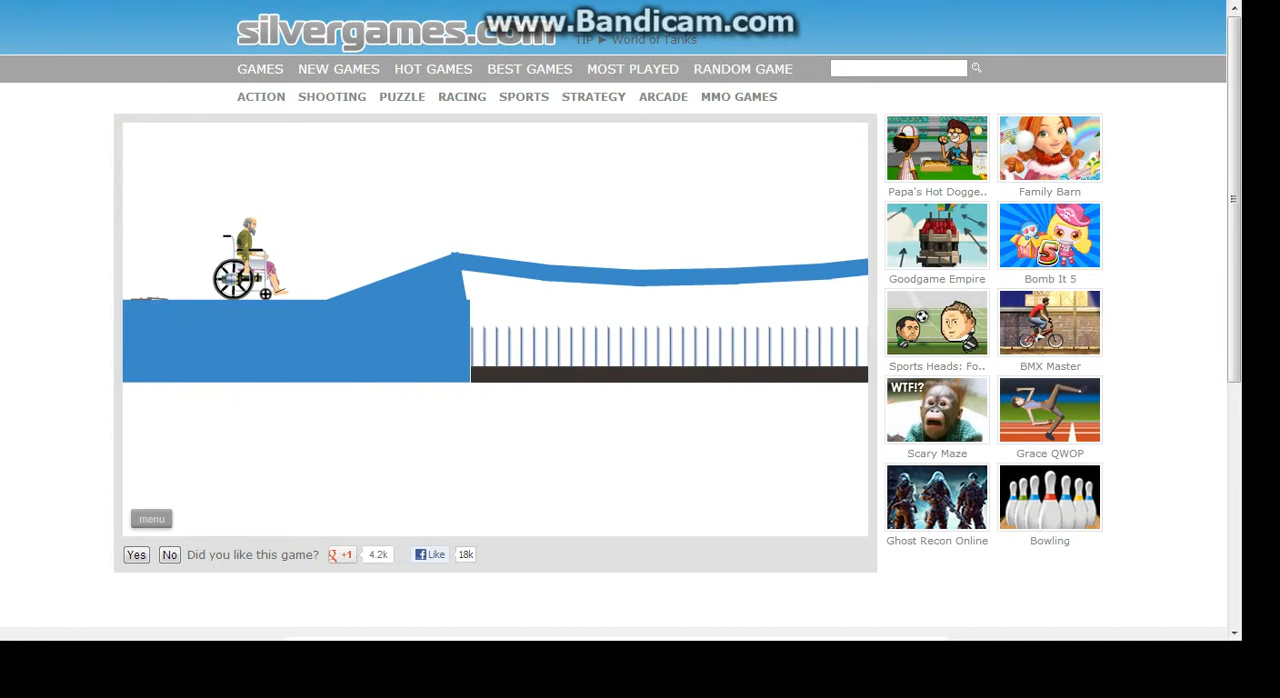 www.Bandicam.com
silvergames.com
TIP ► World of Tanks
GAMES NEW GAMES HOT GAMES BEST GAMES MOST PLAYED RANDOM GAME
ACTION SHOOTING PUZZLE RACING SPORTS STRATEGY ARCADE MMO GAMES
Papa's Hot Dogge.. Family Barn
Goodgame Empire Bomb It 5
5
Sports Heads: Fo.. BMX Master
WTF!?
Scary Maze Grace QWOP
Ghost Recon Online Bowling
menu
Yes No Did you like this game? g +1 4.2k f Like 18k